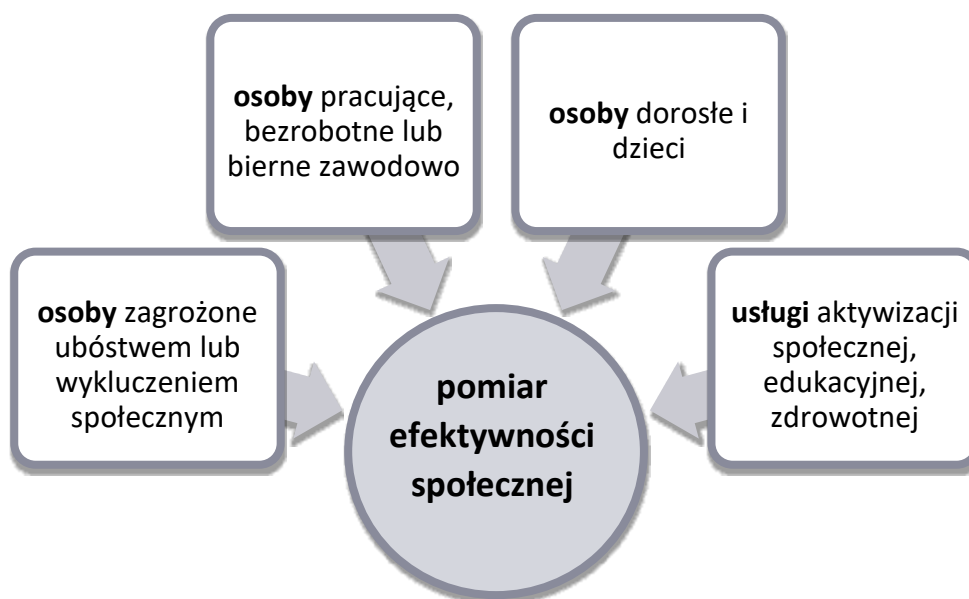 osoby pracujące,
bezrobotne lub
bierne zawodowo
osoby dorosłe i
dzieci
osoby zagrożone
ubóstwem lub
wykluczeniem
społecznym
usługi aktywizacji
społecznej,
edukacyjnej,
zdrowotnej
pomiar
efektywności
społecznej